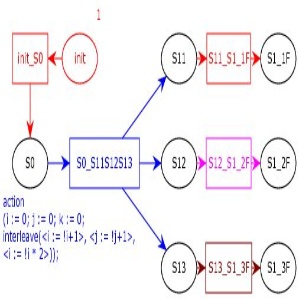 1
init_S0
init
S11
S11_S1_1F
S1_1F
S0
S0_S11S12S13
S12
S12_S1_2F
S1_2F
action
(i := 0; j := 0; k := 0;
interleave(<i := !i+1>, <j := !j+1>,
<i := !i * 2>));
S13
S13_S1_3F
S1_3F